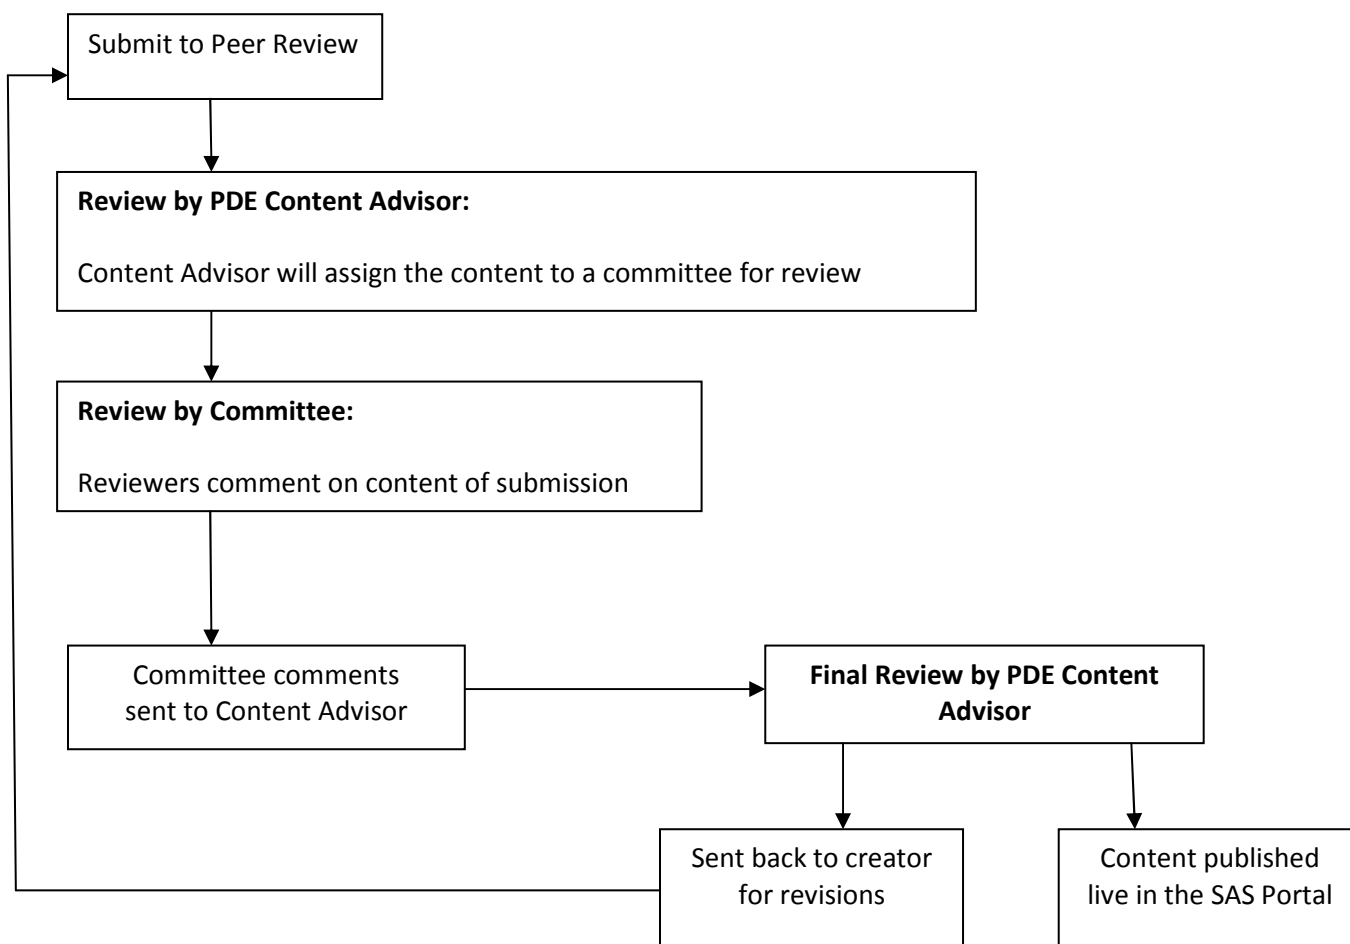 Submit to Peer Review
Review by PDE Content Advisor:
Content Advisor will assign the content to a committee for review
Review by Committee:
Reviewers comment on content of submission
Committee comments
sent to Content Advisor
Final Review by PDE Content
Advisor
Sent back to creator
for revisions
Content published
live in the SAS Portal